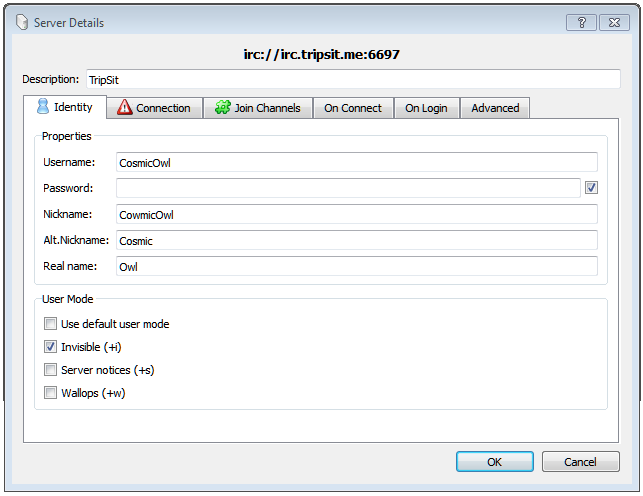 Server Details
irc://irc.tripsit.me:6697
Description: TripSit
Identity Connection Join Channels On Connect On Login Advanced
Properties
Username: CosmicOwl
Password:
Nickname: CowmicOwl
Alt.Nickname: Cosmic
Real name: Owl
User Mode
Use default user mode
Invisible (+i)
Server notices (+s)
Wallops (+w)
OK Cancel